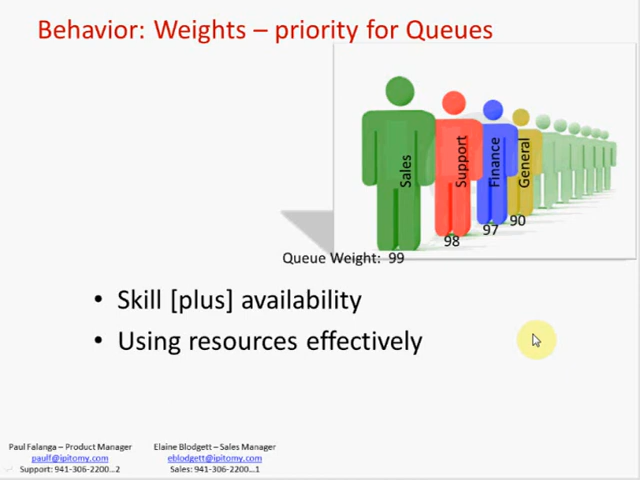 Behavior: Weights – priority for Queues
Sales
Support
Finance
General
Queue Weight: 99
98
97
90
• Skill [plus] availability
• Using resources effectively
Paul Falanga – Product Manager
paulf@ipitomy.com
Support: 941-306-2200...2
Elaine Blodgett – Sales Manager
eblodgett@ipitomy.com
Sales: 941-306-2200...1